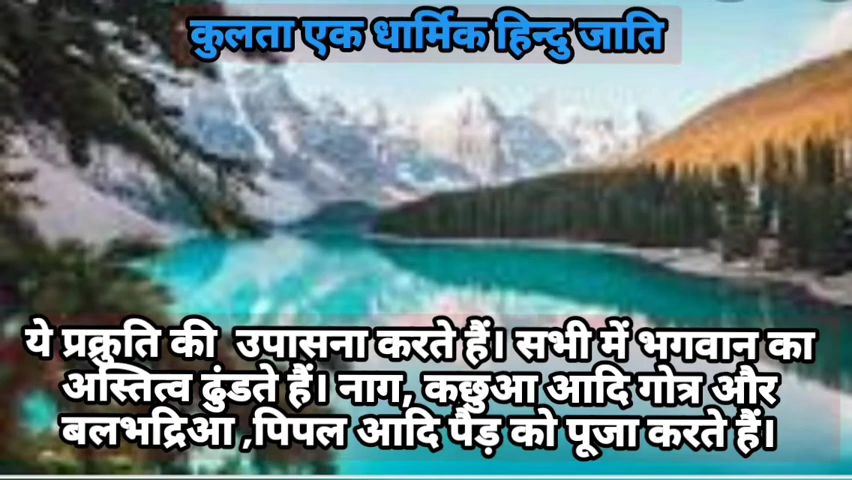 कुलता एक धार्मिक हिन्दु जाति
ये प्रक्रुति की उपासना करते हैं। सभी में भगवान का
अस्तित्व ढुंडते हैं। नाग, कछुआ आदि गोत्र और
बलभद्रिआ ,पिपल आदि पैड़ को पूजा करते हैं।